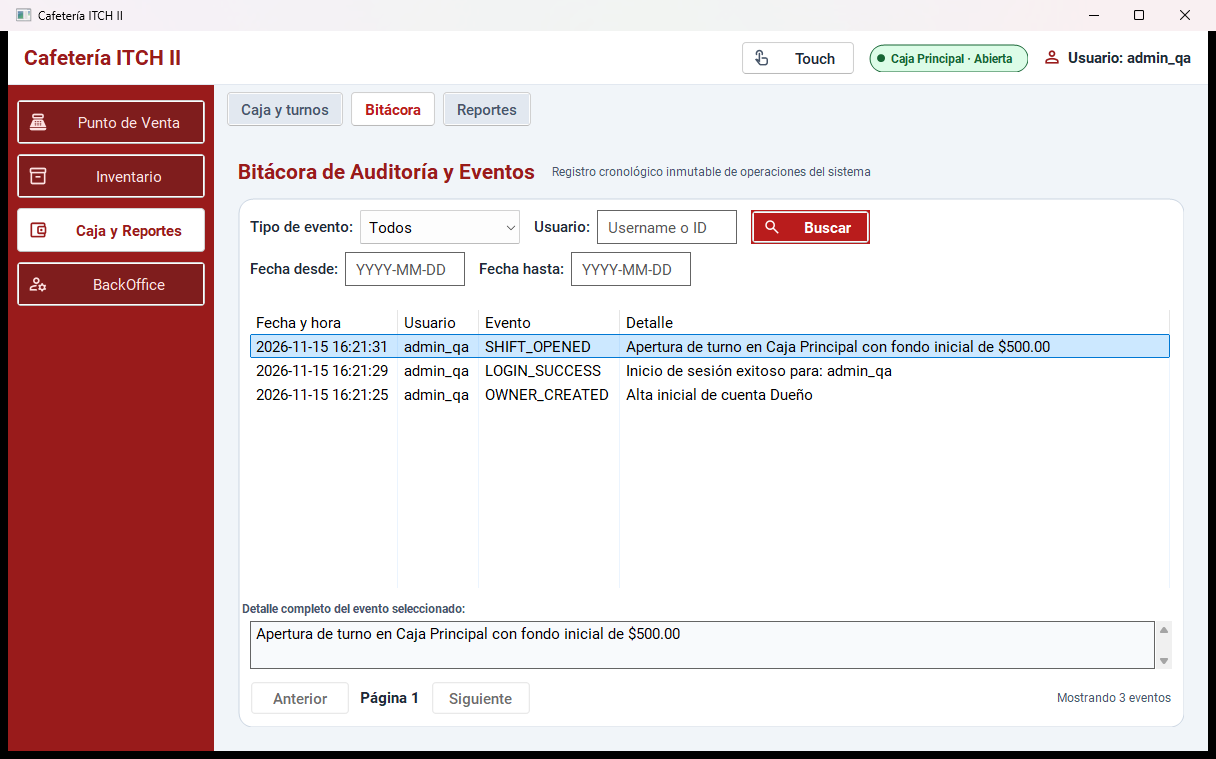 Cafetería ITCH II
Cafetería ITCH II
Touch
Caja Principal · Abierta
Usuario: admin_qa
Punto de Venta
Inventario
Caja y Reportes
BackOffice
Caja y turnos
Bitácora
Reportes
Bitácora de Auditoría y Eventos
Registro cronológico inmutable de operaciones del sistema
Tipo de evento: Todos Usuario: Username o ID Buscar
Fecha desde: YYYY-MM-DD Fecha hasta: YYYY-MM-DD
Fecha y hora Usuario Evento Detalle
2026-11-15 16:21:31 admin_qa SHIFT_OPENED Apertura de turno en Caja Principal con fondo inicial de $500.00
2026-11-15 16:21:29 admin_qa LOGIN_SUCCESS Inicio de sesión exitoso para: admin_qa
2026-11-15 16:21:25 admin_qa OWNER_CREATED Alta inicial de cuenta Dueño
Detalle completo del evento seleccionado:
Apertura de turno en Caja Principal con fondo inicial de $500.00
Anterior Página 1 Siguiente
Mostrando 3 eventos